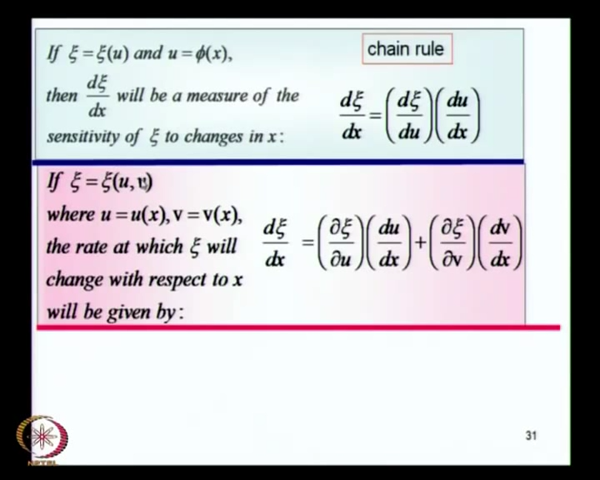 If ξ = ξ(u) and u = ϕ(x),
chain rule
then dξ/dx will be a measure of the
sensitivity of ξ to changes in x :
dξ/dx = (dξ/du)(du/dx)
If ξ = ξ(u, v)
where u = u(x), v = v(x),
the rate at which ξ will
change with respect to x
will be given by :
dξ/dx = (∂ξ/∂u)(du/dx) + (∂ξ/∂v)(dv/dx)
NPTEL
31